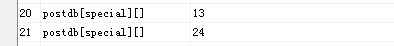 20 postdb[special][] 13
21 postdb[special][] 24